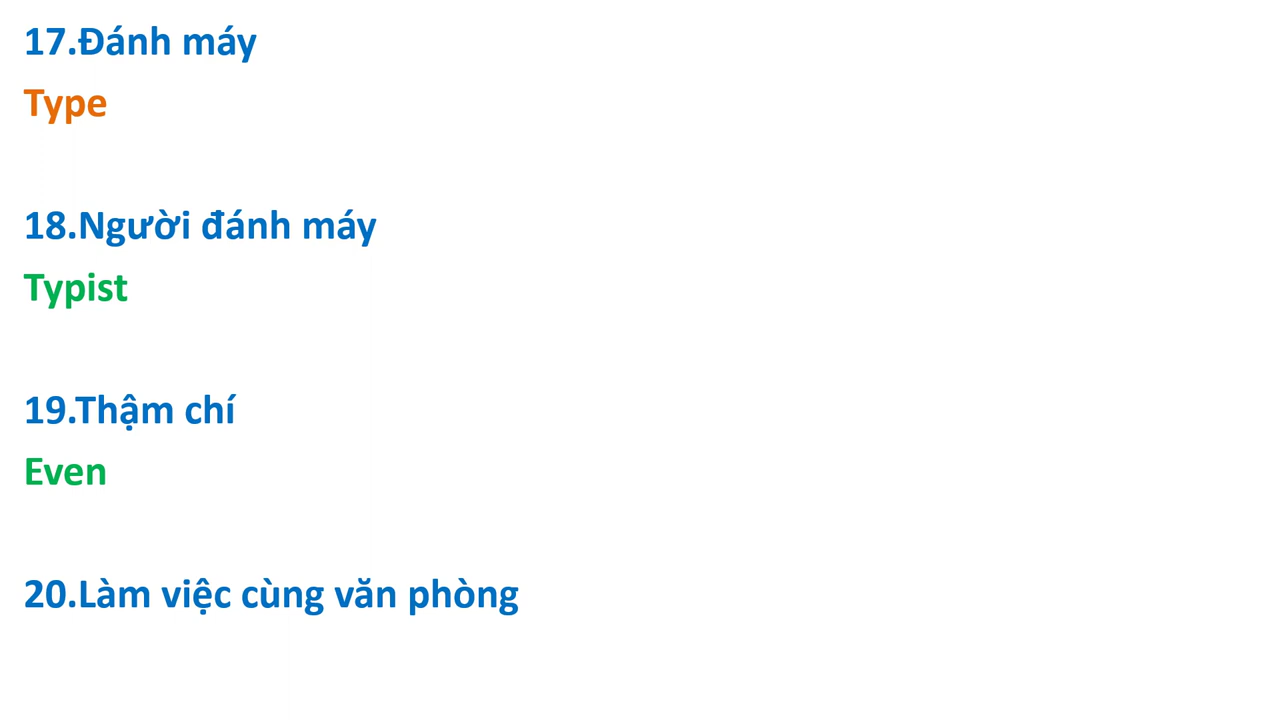 17.Đánh máy
Type
18.Người đánh máy
Typist
19.Thậm chí
Even
20.Làm việc cùng văn phòng